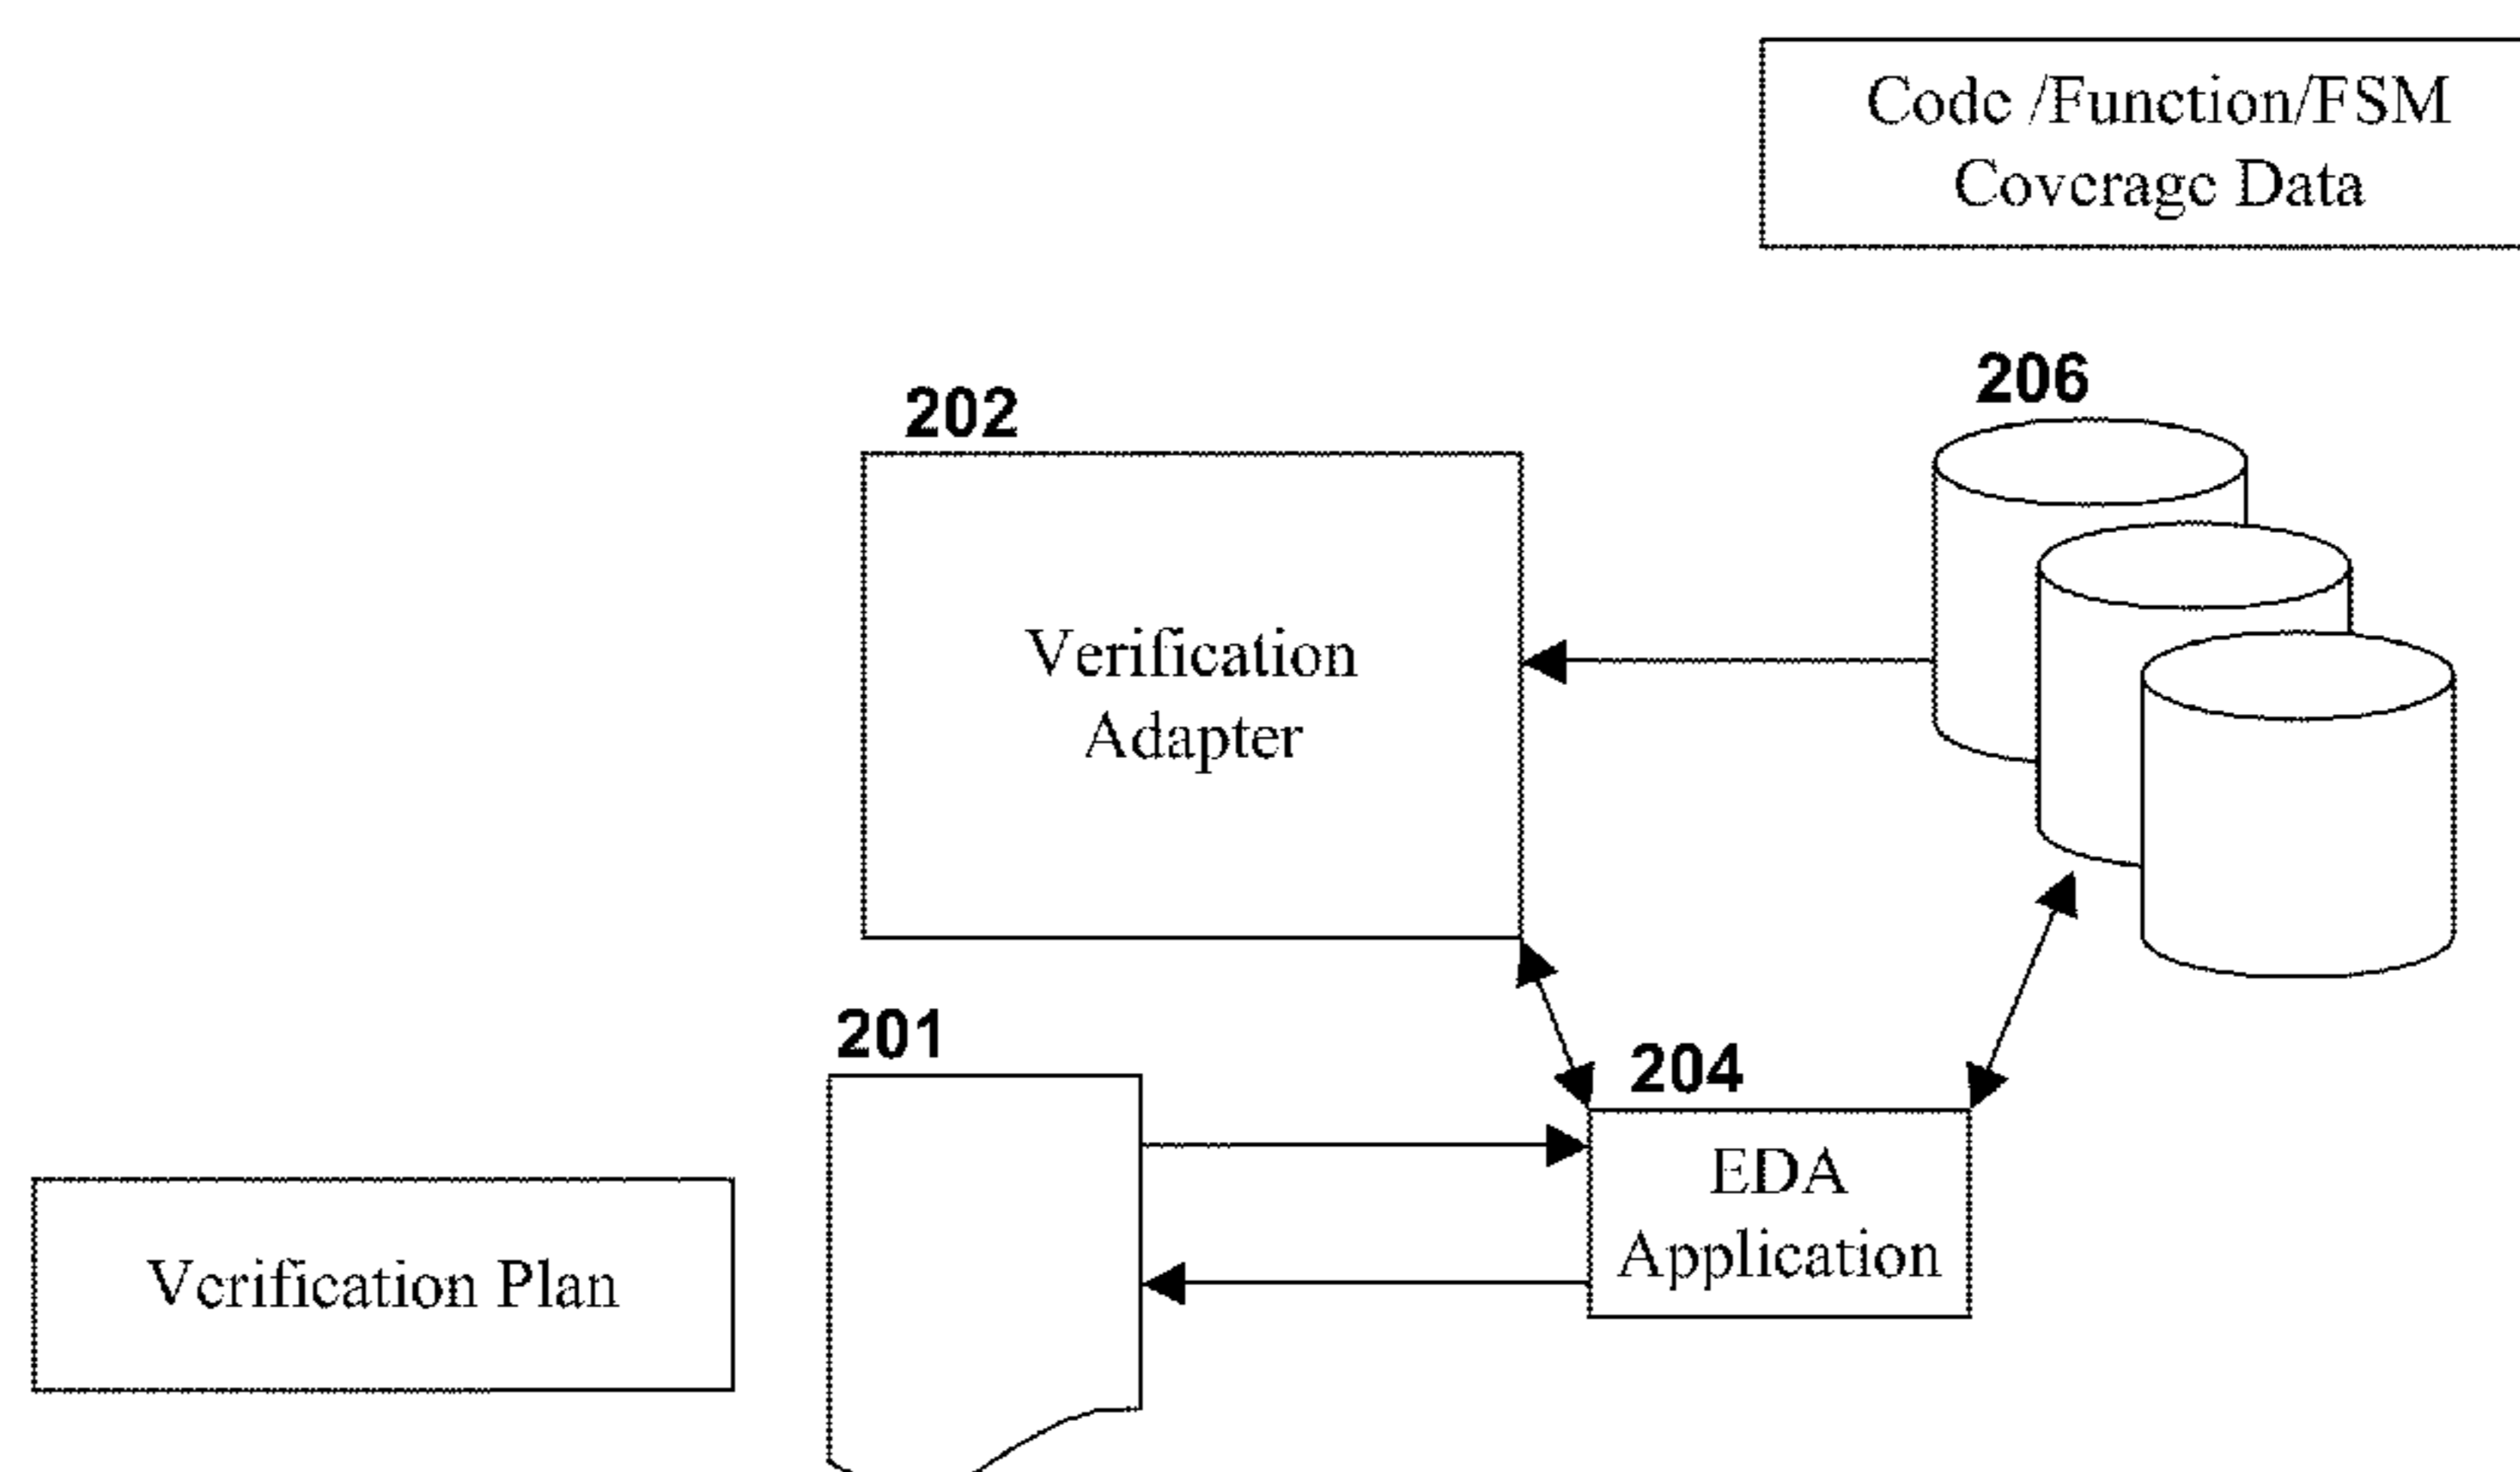 Code /Function/FSM
Coverage Data
206
202
Verification
Adapter
201
204
EDA
Application
Verification Plan